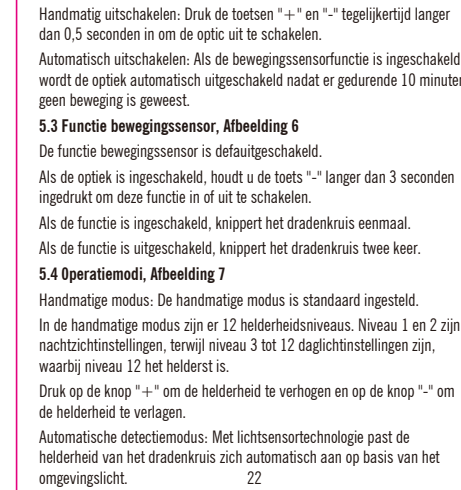 Handmatig uitschakelen: Druk de toetsen "+" en "-" tegelijkertijd langer
dan 0,5 seconden in om de optic uit te schakelen.
Automatisch uitschakelen: Als de bewegingssensorfunctie is ingeschakeld
wordt de optiek automatisch uitgeschakeld nadat er gedurende 10 minuten
geen beweging is geweest.
5.3 Functie bewegingssensor, Afbeelding 6
De functie bewegingssensor is defauitgeschakeld.
Als de optiek is ingeschakeld, houdt u de toets "-" langer dan 3 seconden
ingedrukt om deze functie in of uit te schakelen.
Als de functie is ingeschakeld, knippert het dradenkruis eenmaal.
Als de functie is uitgeschakeld, knippert het dradenkruis twee keer.
5.4 Operatiemodi, Afbeelding 7
Handmatige modus: De handmatige modus is standaard ingesteld.
In de handmatige modus zijn er 12 helderheidsniveaus. Niveau 1 en 2 zijn
nachtzichtinstellingen, terwijl niveau 3 tot 12 daglichtinstellingen zijn,
waarbij niveau 12 het helderst is.
Druk op de knop "+" om de helderheid te verhogen en op de knop "-" om
de helderheid te verlagen.
Automatische detectiemodus: Met lichtsensortechnologie past de
helderheid van het dradenkruis zich automatisch aan op basis van het
omgevingslicht.
22